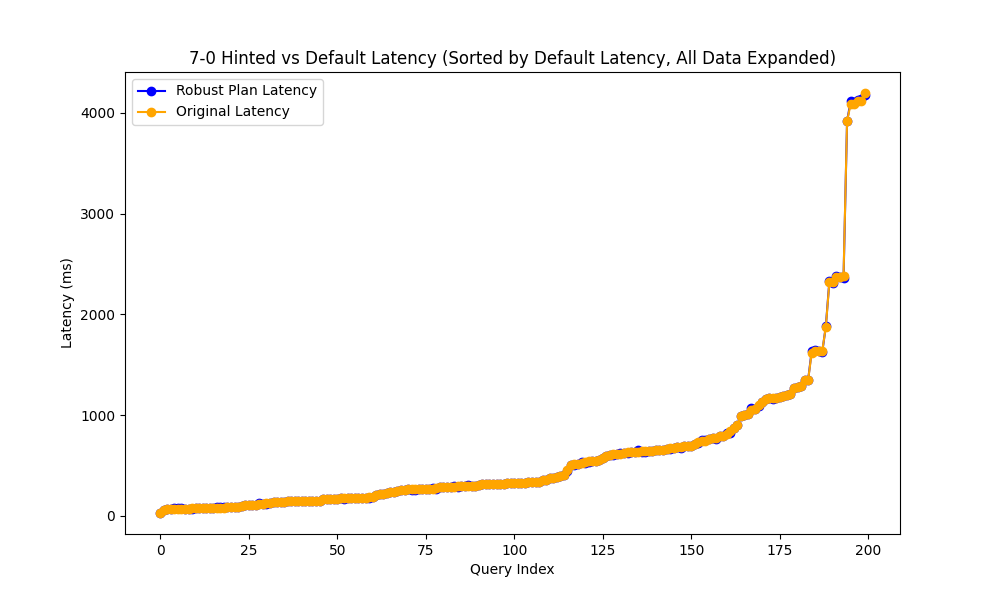 7-0 Hinted vs Default Latency (Sorted by Default Latency, All Data Expanded)
Robust Plan Latency
Original Latency
Latency (ms)
4000
3000
2000
1000
0
0 25 50 75 100 125 150 175 200
Query Index